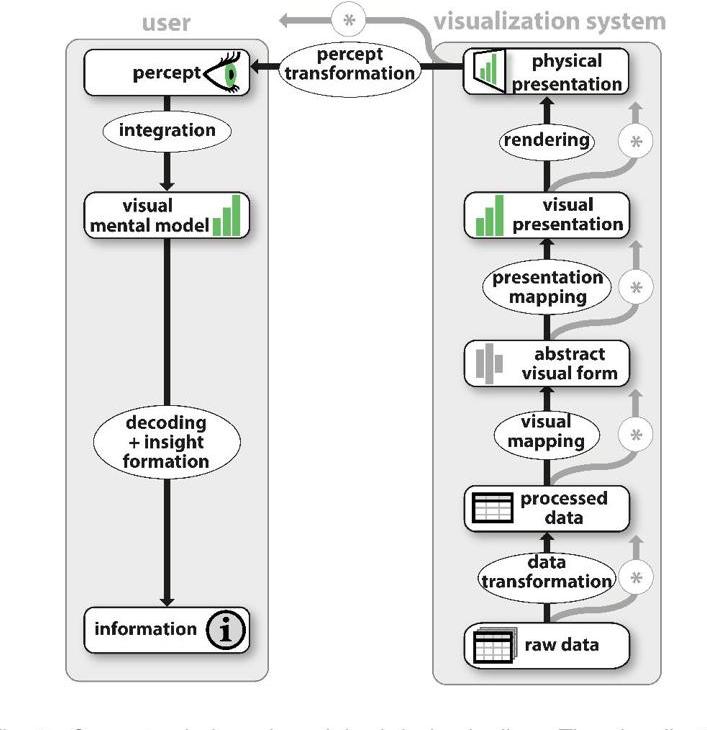 user
visualization system
*
percept
percept
transformation
physical
presentation
integration
rendering
*
visual
mental model
visual
presentation
presentation
mapping
*
abstract
visual form
decoding
+ insight
formation
visual
mapping
*
processed
data
data
transformation
*
information
i
raw data